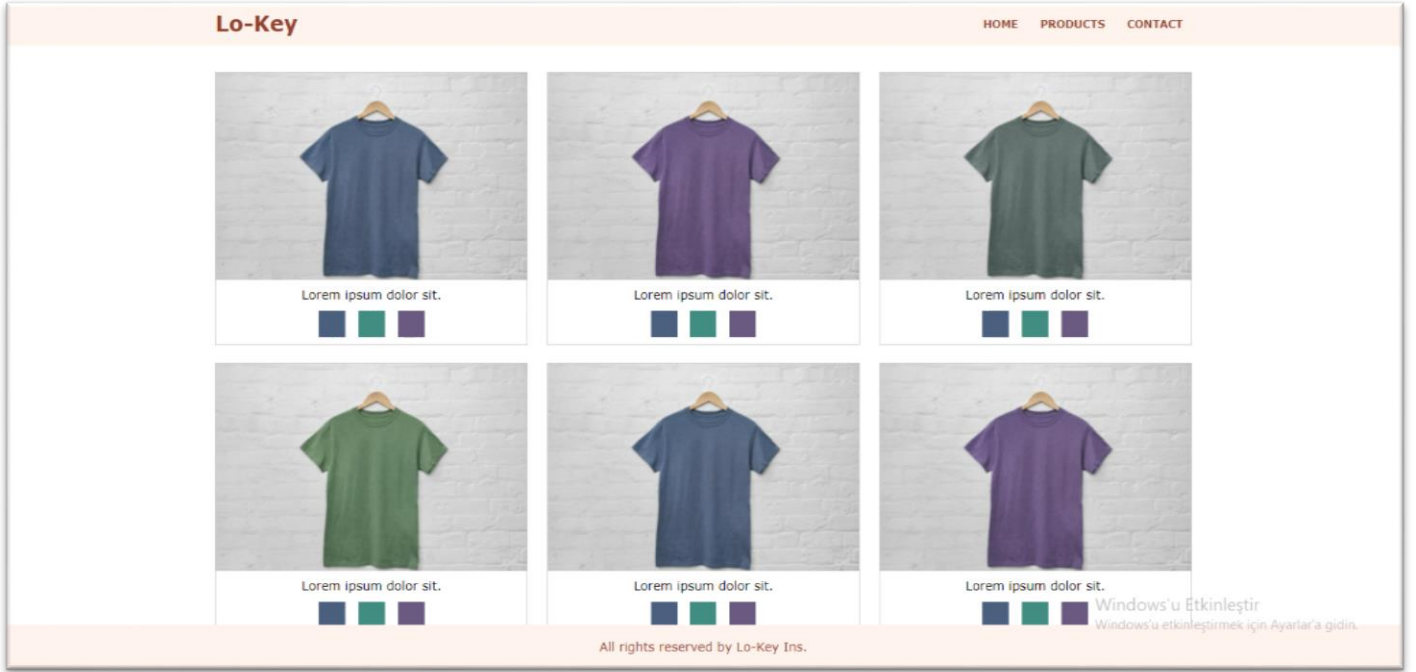 Lo-Key
HOME PRODUCTS CONTACT
Lorem ipsum dolor sit.
Lorem ipsum dolor sit.
Lorem ipsum dolor sit.
Lorem ipsum dolor sit.
Lorem ipsum dolor sit.
Lorem ipsum dolor sit.
Windows'u Etkinleştir
Windows'u etkinleştirmek için Ayarlar'a gidin.
All rights reserved by Lo-Key Ins.